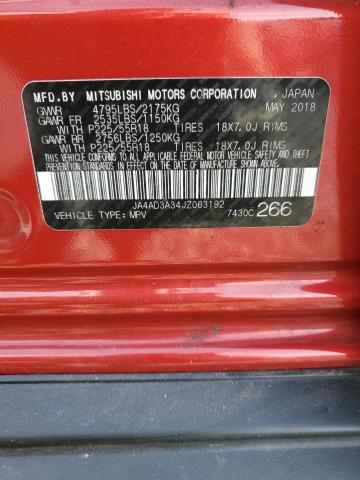 MFD.BY MITSUBISHI MOTORS CORPORATION, JAPAN
GVWR 4795LBS/2175KG MAY 2018
GAWR FR 2535LBS/1150KG
WITH P225/55R18 TIRES 18X7.0J RIMS
GAWR RR 2756LBS/1250KG
WITH P225/55R18 TIRES 18X7.0J RIMS
THIS VEHICLE CONFORMS TO ALL APPLICABLE FEDERAL
MOTOR VEHICLE SAFETY STANDARDS IN EFFECT ON THE
DATE OF MANUFACTURE SHOWN ABOVE.
JA4AD3A34JZ063192
VEHICLE TYPE: MPV 7430C 266